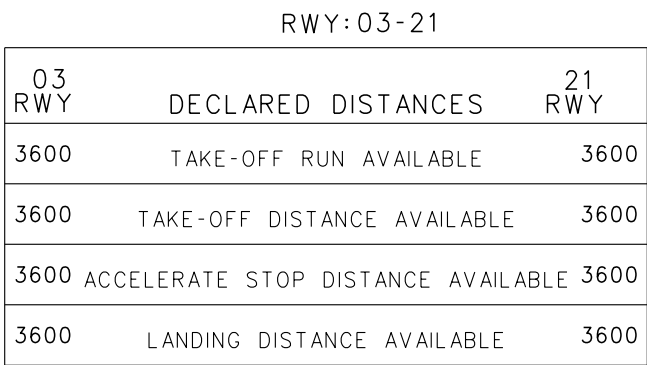 RWY:03-21
03 RWY DECLARED DISTANCES 21 RWY
3600 TAKE-OFF RUN AVAILABLE 3600
3600 TAKE-OFF DISTANCE AVAILABLE 3600
3600 ACCELERATE STOP DISTANCE AVAILABLE 3600
3600 LANDING DISTANCE AVAILABLE 3600